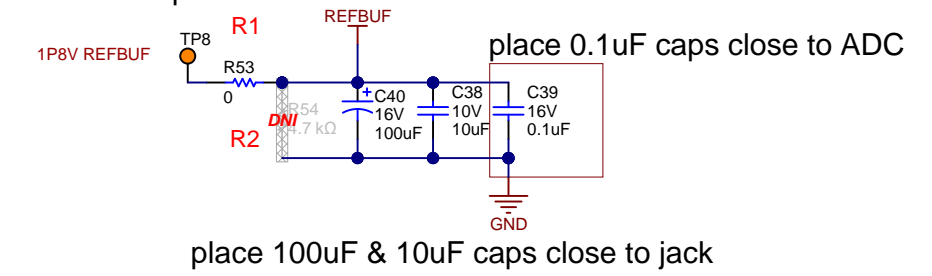 R1
REFBUF
TP8
1P8V REFBUF
place 0.1uF caps close to ADC
R53
0
R54
4.7 kΩ
DNI
R2
C40
16V
100uF
C38
10V
10uF
C39
16V
0.1uF
GND
place 100uF & 10uF caps close to jack